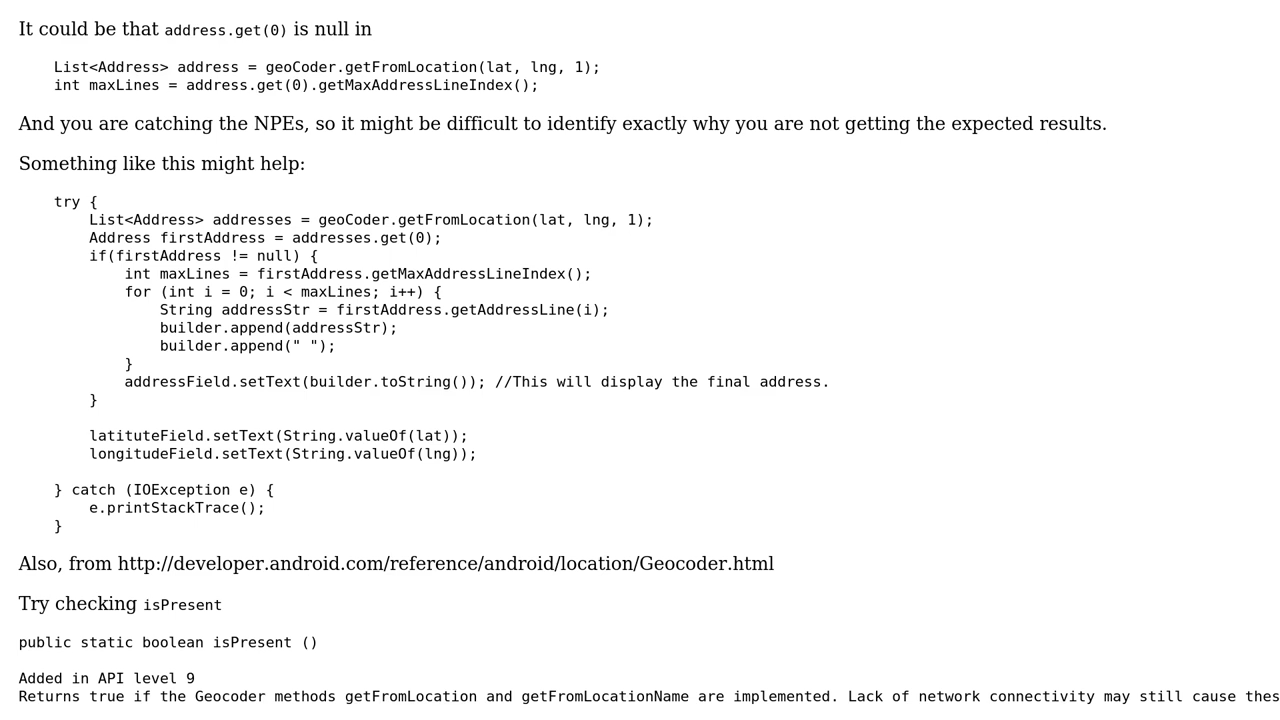 It could be that address.get(0) is null in
List<Address> address = geoCoder.getFromLocation(lat, lng, 1);
int maxLines = address.get(0).getMaxAddressLineIndex();
And you are catching the NPEs, so it might be difficult to identify exactly why you are not getting the expected results.
Something like this might help:
try {
List<Address> addresses = geoCoder.getFromLocation(lat, lng, 1);
Address firstAddress = addresses.get(0);
if(firstAddress != null) {
int maxLines = firstAddress.getMaxAddressLineIndex();
for (int i = 0; i < maxLines; i++) {
String addressStr = firstAddress.getAddressLine(i);
builder.append(addressStr);
builder.append(" ");
}
addressField.setText(builder.toString()); //This will display the final address.
}
latituteField.setText(String.valueOf(lat));
longitudeField.setText(String.valueOf(lng));
} catch (IOException e) {
e.printStackTrace();
}
Also, from http://developer.android.com/reference/android/location/Geocoder.html
Try checking isPresent
public static boolean isPresent ()
Added in API level 9
Returns true if the Geocoder methods getFromLocation and getFromLocationName are implemented. Lack of network connectivity may still cause thes